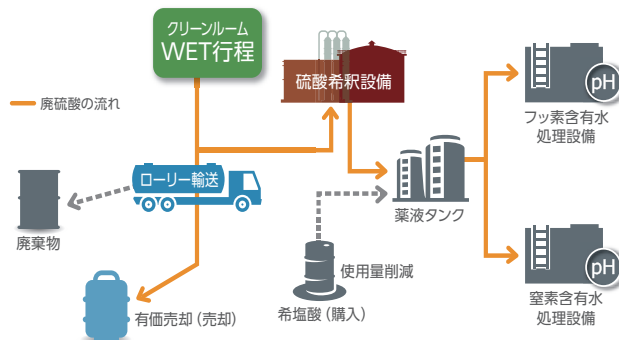 クリーンルーム
WET行程
硫酸希釈設備
廃硫酸の流れ
pH
フッ素含有水
処理設備
ローリー輸送
薬液タンク
廃棄物
使用量削減
希塩酸（購入）
有価売却（売却）
pH
窒素含有水
処理設備